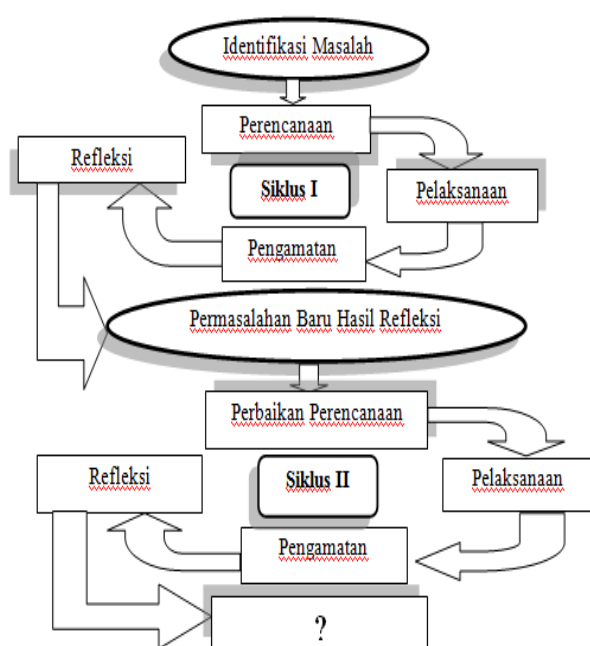 Identifikasi Masalah
Perencanaan
Refleksi
Siklus I
Pelaksanaan
Pengamatan
Permasalahan Baru Hasil Refleksi
Perbaikan Perencanaan
Refleksi
Siklus II
Pelaksanaan
Pengamatan
?